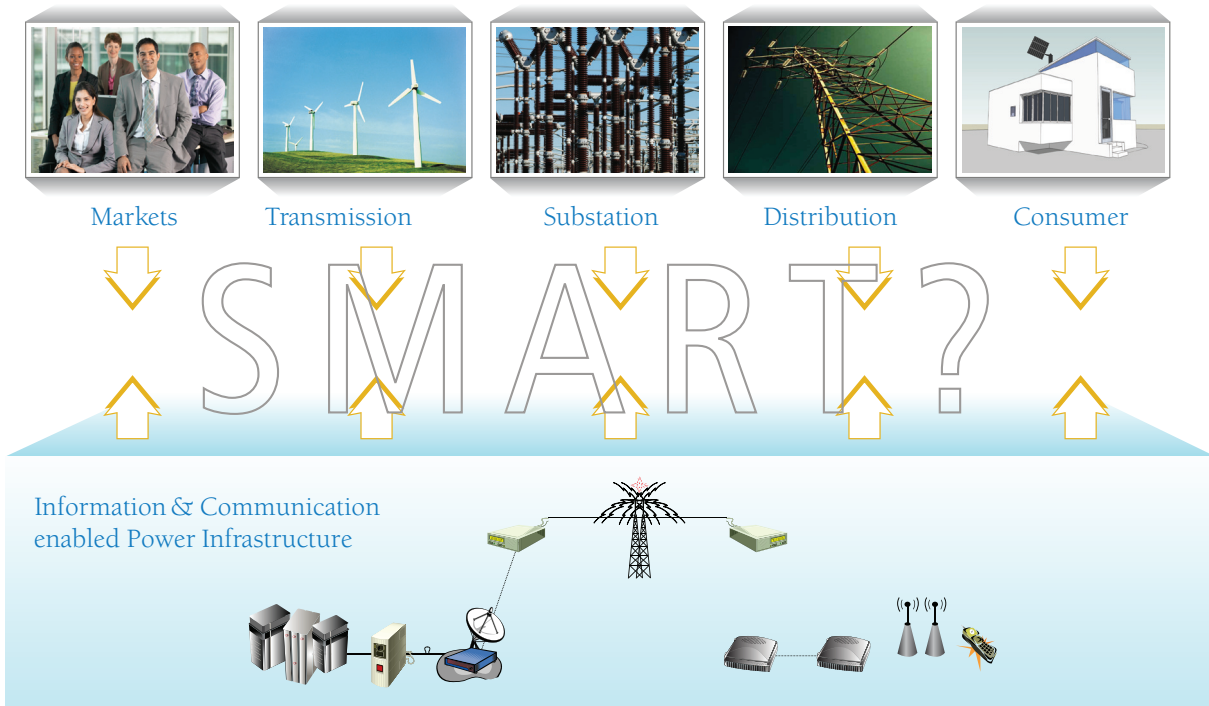 Markets
Transmission
Substation
Distribution
Consumer
SMART?
Information & Communication
enabled Power Infrastructure